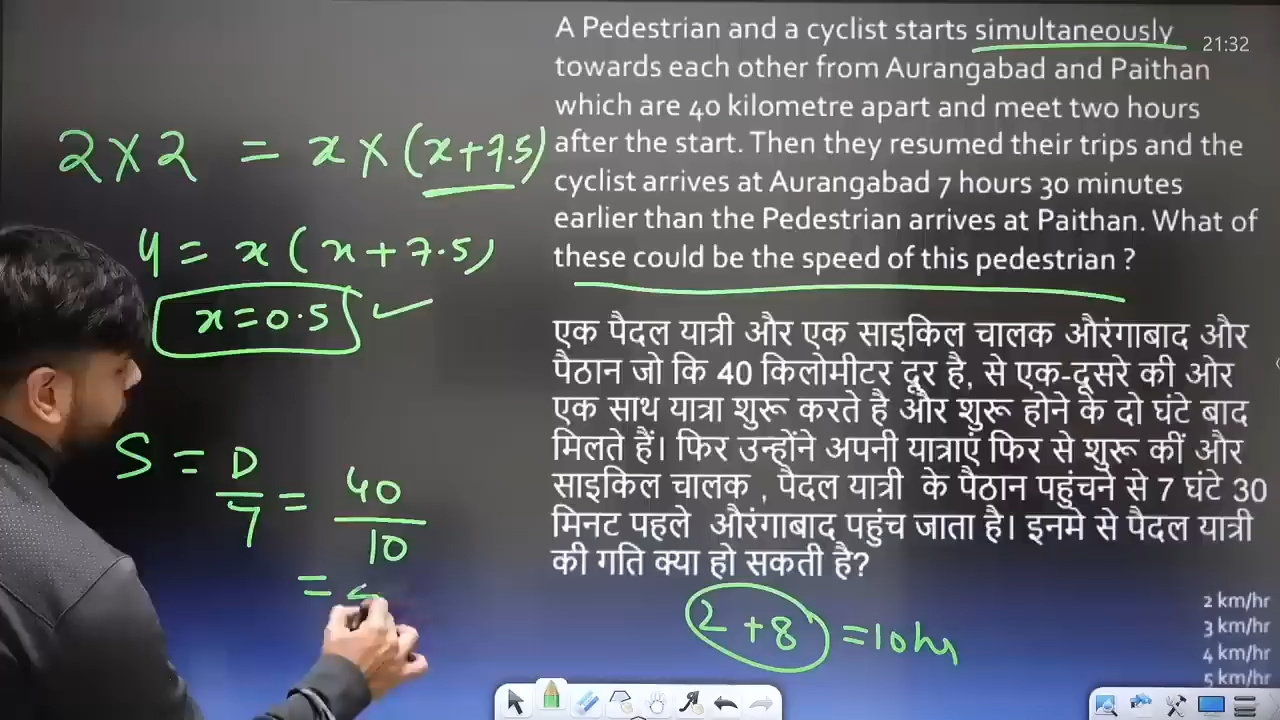 A Pedestrian and a cyclist starts simultaneously
towards each other from Aurangabad and Paithan
which are 40 kilometre apart and meet two hours
after the start. Then they resumed their trips and the
cyclist arrives at Aurangabad 7 hours 30 minutes
earlier than the Pedestrian arrives at Paithan. What of
these could be the speed of this pedestrian ?
21:32
एक पैदल यात्री और एक साइकिल चालक औरंगाबाद और
पैठान जो कि 40 किलोमीटर दूर है, से एक-दूसरे की ओर
एक साथ यात्रा शुरू करते है और शुरू होने के दो घंटे बाद
मिलते हैं। फिर उन्होंने अपनी यात्राएं फिर से शुरू कीं और
साइकिल चालक , पैदल यात्री के पैठान पहुंचने से 7 घंटे 30
मिनट पहले औरंगाबाद पहुंच जाता है। इनमे से पैदल यात्री
की गति क्या हो सकती है?
2 km/hr
3 km/hr
4 km/hr
5 km/hr
2 × 2 = x × (x+7.5)
4 = x (x+7.5)
x = 0.5
S = D/T = 40/10
=
2+8 = 10 hr